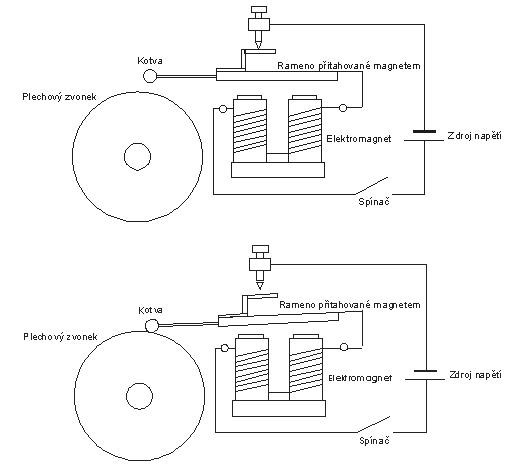 Kotva
Rameno přitahované magnetem
Plechový zvonek
Elektromagnet
Zdroj napětí
Spínač
Kotva
Rameno přitahované magnetem
Plechový zvonek
Elektromagnet
Zdroj napětí
Spínač